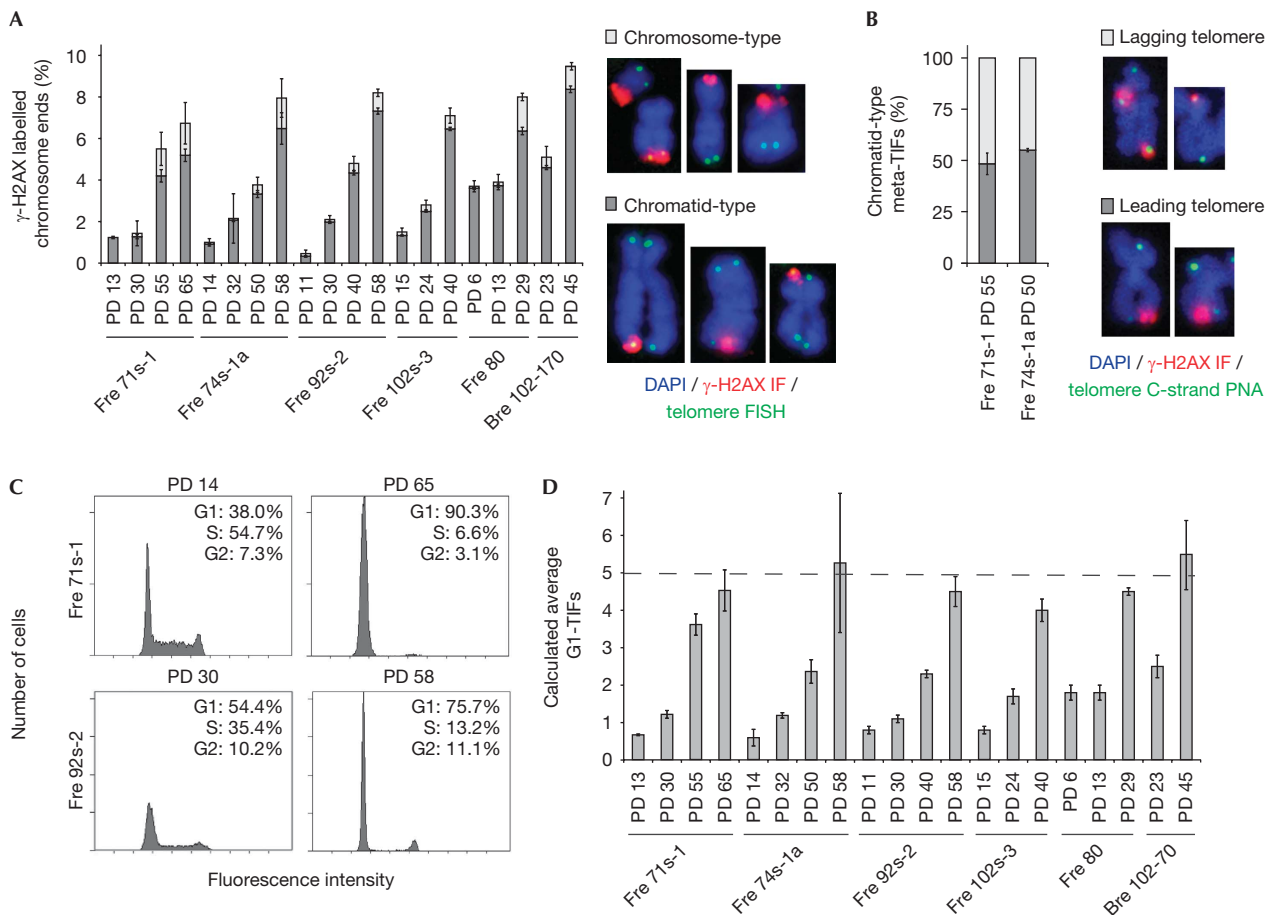 A
γ-H2AX labelled
chromosome ends (%)
10
8
6
4
2
0
PD 13
PD 30
PD 55
PD 65
PD 14
PD 32
PD 50
PD 58
PD 11
PD 30
PD 40
PD 58
PD 15
PD 24
PD 40
PD 6
PD 13
PD 29
PD 23
PD 45
Fre 71s-1
Fre 74s-1a
Fre 92s-2
Fre 102s-3
Fre 80
Bre 102-170
Chromosome-type
Chromatid-type
DAPI / γ-H2AX IF /
telomere FISH
B
Chromatid-type
meta-TIFs (%)
100
75
50
25
0
Fre 71s-1 PD 55
Fre 74s-1a PD 50
Lagging telomere
Leading telomere
DAPI / γ-H2AX IF /
telomere C-strand PNA
C
Number of cells
Fre 71s-1
PD 14
G1: 38.0%
S: 54.7%
G2: 7.3%
PD 65
G1: 90.3%
S: 6.6%
G2: 3.1%
Fre 92s-2
PD 30
G1: 54.4%
S: 35.4%
G2: 10.2%
PD 58
G1: 75.7%
S: 13.2%
G2: 11.1%
Fluorescence intensity
D
Calculated average
G1-TIFs
7
6
5
4
3
2
1
0
PD 13
PD 30
PD 55
PD 65
PD 14
PD 32
PD 50
PD 58
PD 11
PD 30
PD 40
PD 58
PD 15
PD 24
PD 40
PD 6
PD 13
PD 29
PD 23
PD 45
Fre 71s-1
Fre 74s-1a
Fre 92s-2
Fre 102s-3
Fre 80
Bre 102-70